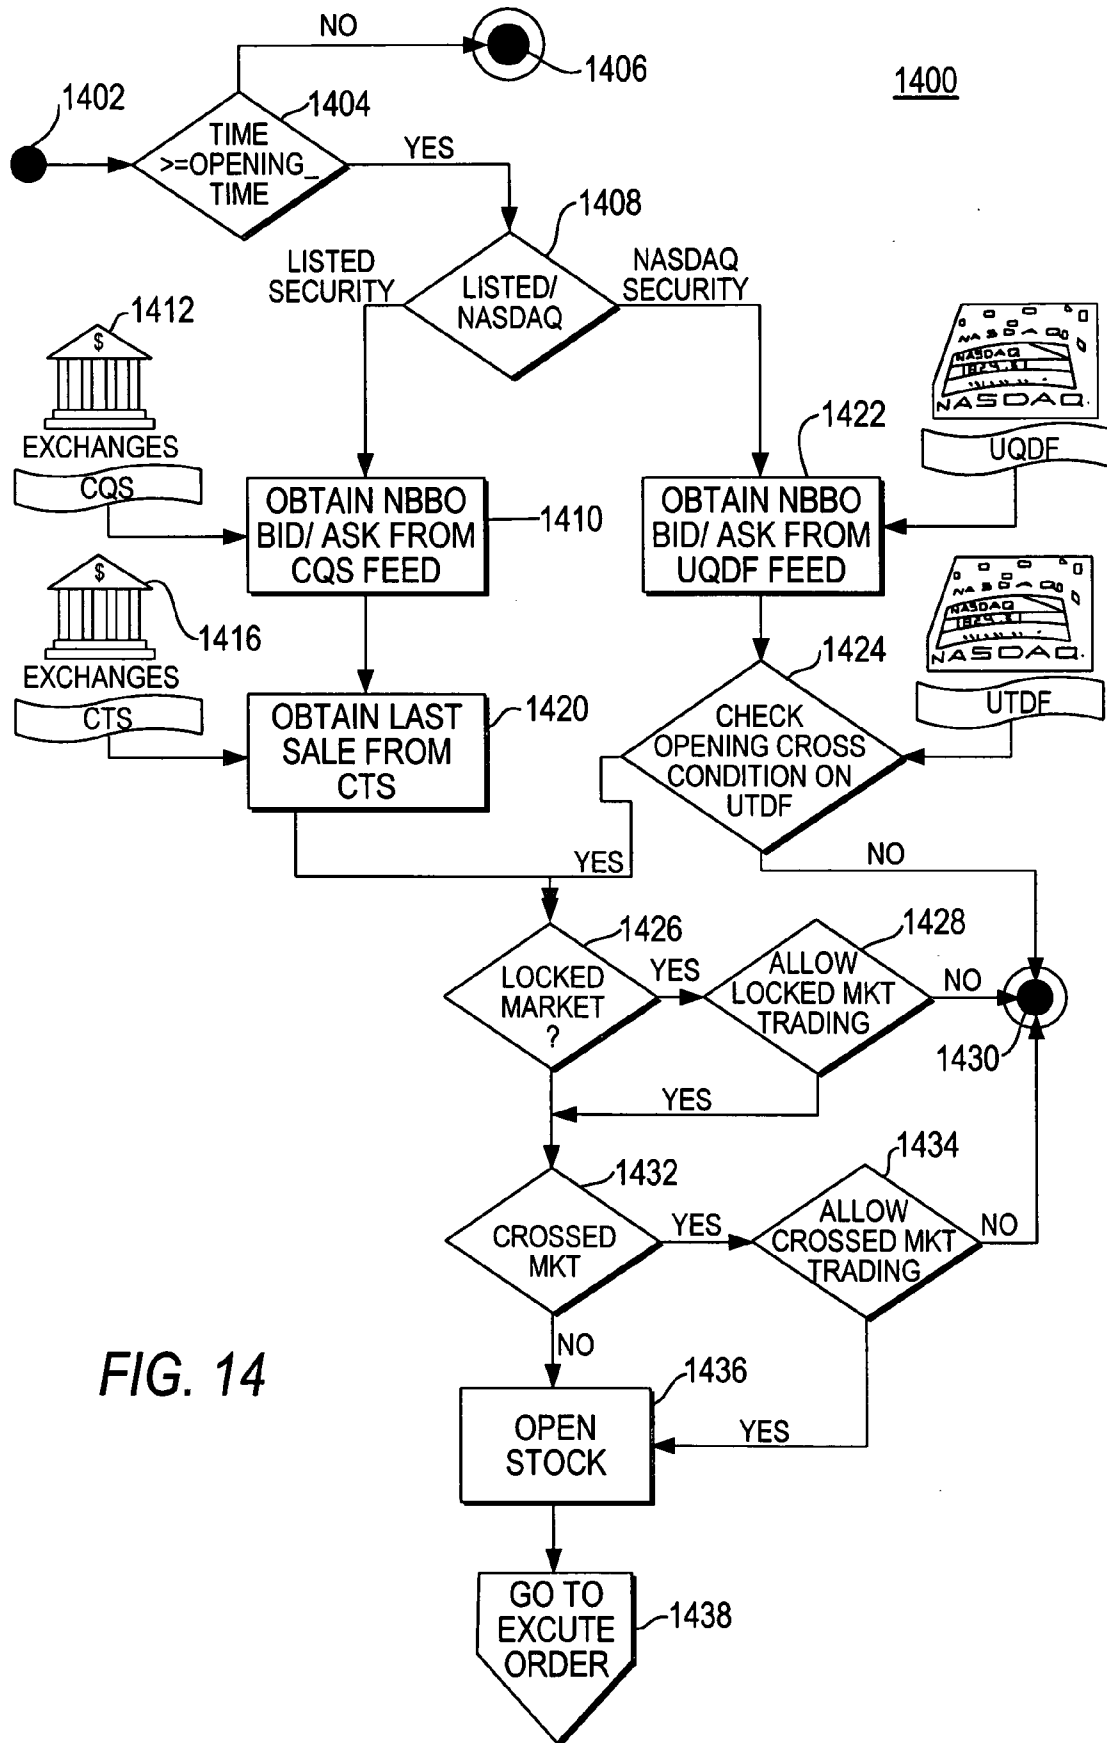 NO
1406
1400
1402
1404
TIME
>=OPENING_
TIME
YES
1408
LISTED
SECURITY
LISTED/
NASDAQ
NASDAQ
SECURITY
1412
$
EXCHANGES
CQS
NASDAQ
NASDAQ
NASDAQ.
UQDF
1422
OBTAIN NBBO
BID/ ASK FROM
CQS FEED
1410
OBTAIN NBBO
BID/ ASK FROM
UQDF FEED
$
1416
EXCHANGES
CTS
NASDAQ
NASDAQ
NASDAQ.
UTDF
1424
OBTAIN LAST
SALE FROM
CTS
1420
CHECK
OPENING CROSS
CONDITION ON
UTDF
YES
NO
1426
LOCKED
MARKET
?
YES
1428
ALLOW
LOCKED MKT
TRADING
NO
1430
YES
1432
CROSSED
MKT
YES
1434
ALLOW
CROSSED MKT
TRADING
NO
NO
FIG. 14
1436
OPEN
STOCK
YES
GO TO
EXCUTE
ORDER
1438